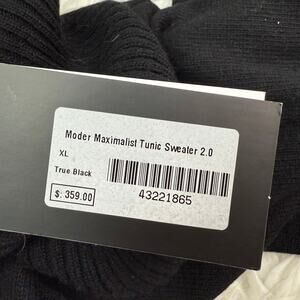 Moder Maximalist Tunic Sweater 2.0
XL
True Black
$: 359.00
43221865